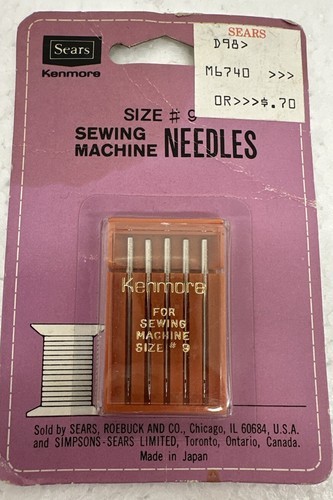 Sears
Kenmore
SEARS
D98>
M6740 >>>
OR>>>$.70
SIZE # 9
SEWING
MACHINE NEEDLES
Kenmore
FOR
SEWING
MACHINE
SIZE # 9
Sold by SEARS, ROEBUCK AND CO., Chicago, IL 60684, U.S.A.
and SIMPSONS-SEARS LIMITED, Toronto, Ontario, Canada.
Made in Japan